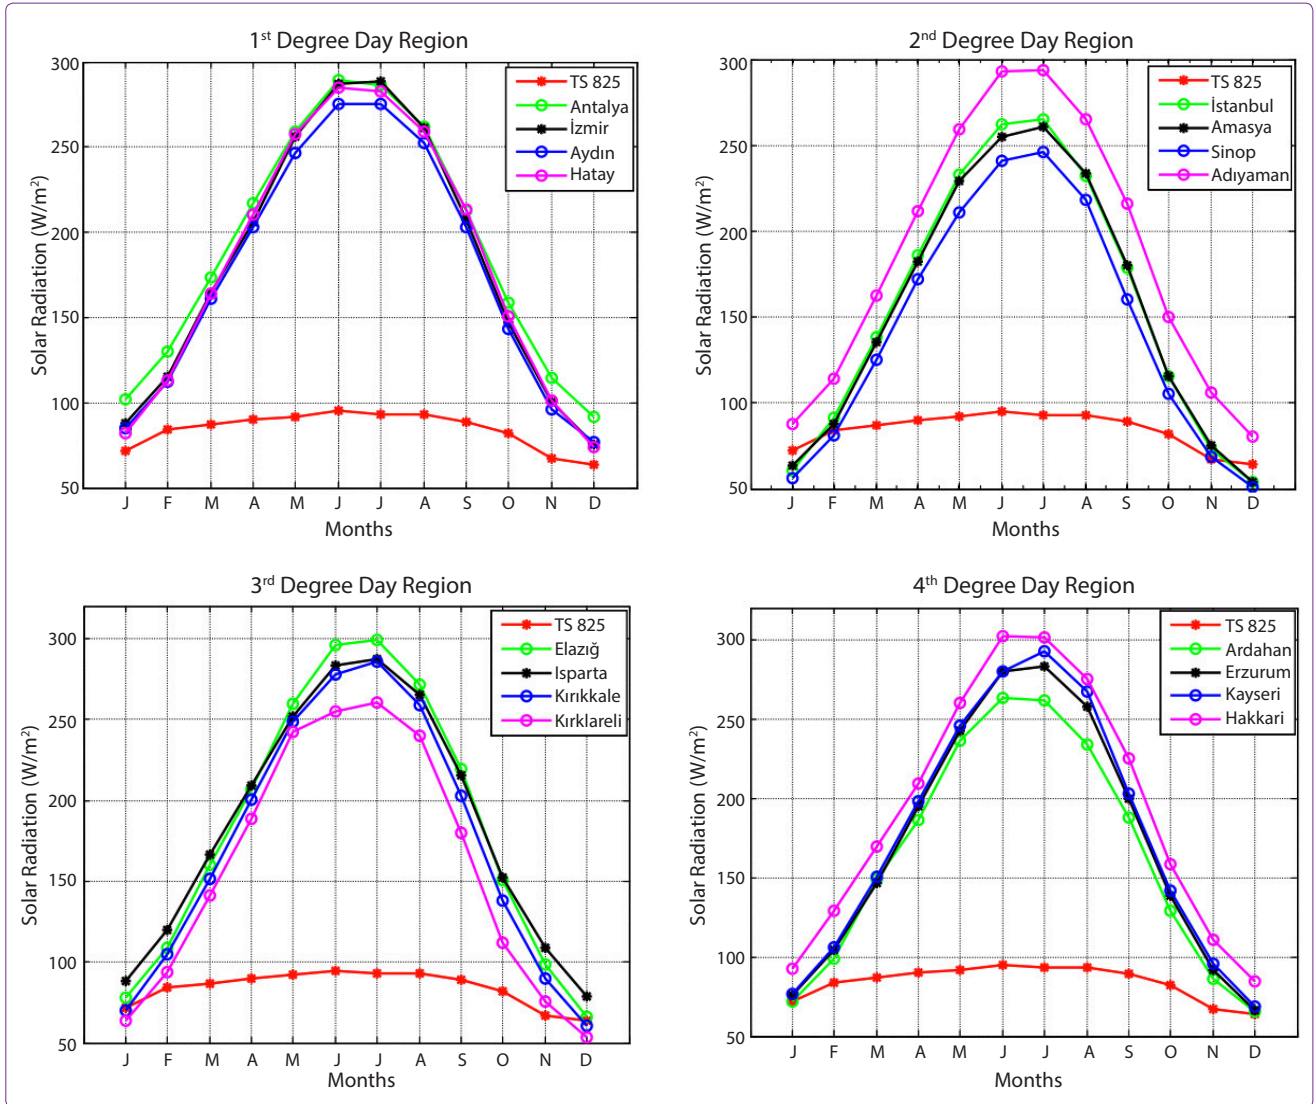 1st Degree Day Region
Solar Radiation (W/m²)
300
250
200
150
100
50
J F M A M J J A S O N D
Months
TS 825
Antalya
İzmir
Aydın
Hatay
2nd Degree Day Region
Solar Radiation (W/m²)
300
250
200
150
100
50
J F M A M J J A S O N D
Months
TS 825
İstanbul
Amasya
Sinop
Adıyaman
3rd Degree Day Region
Solar Radiation (W/m²)
300
250
200
150
100
50
J F M A M J J A S O N D
Months
TS 825
Elazığ
Isparta
Kırıkkale
Kırklareli
4th Degree Day Region
Solar Radiation (W/m²)
300
250
200
150
100
50
J F M A M J J A S O N D
Months
TS 825
Ardahan
Erzurum
Kayseri
Hakkari